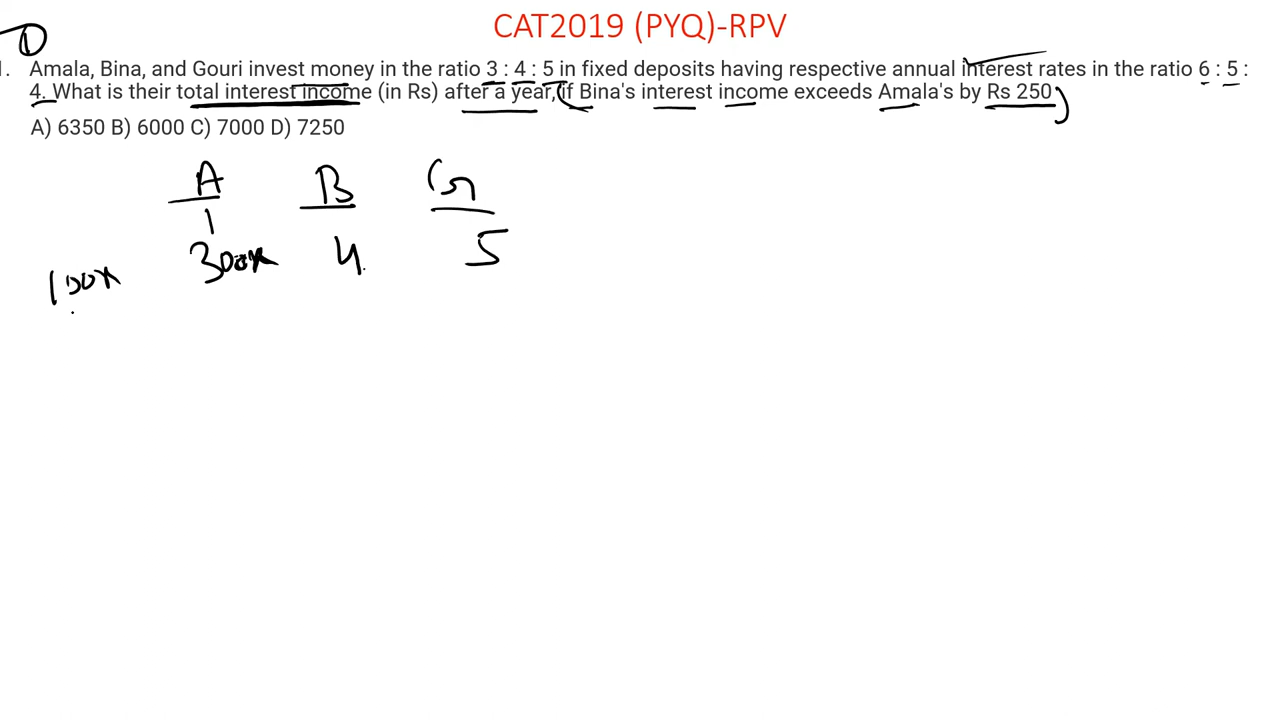 CAT2019 (PYQ)-RPV
1
1. Amala, Bina, and Gouri invest money in the ratio 3 : 4 : 5 in fixed deposits having respective annual interest rates in the ratio 6 : 5 :
4. What is their total interest income (in Rs) after a year, (if Bina's interest income exceeds Amala's by Rs 250)
A) 6350 B) 6000 C) 7000 D) 7250
A B G
300x 4 5
100x